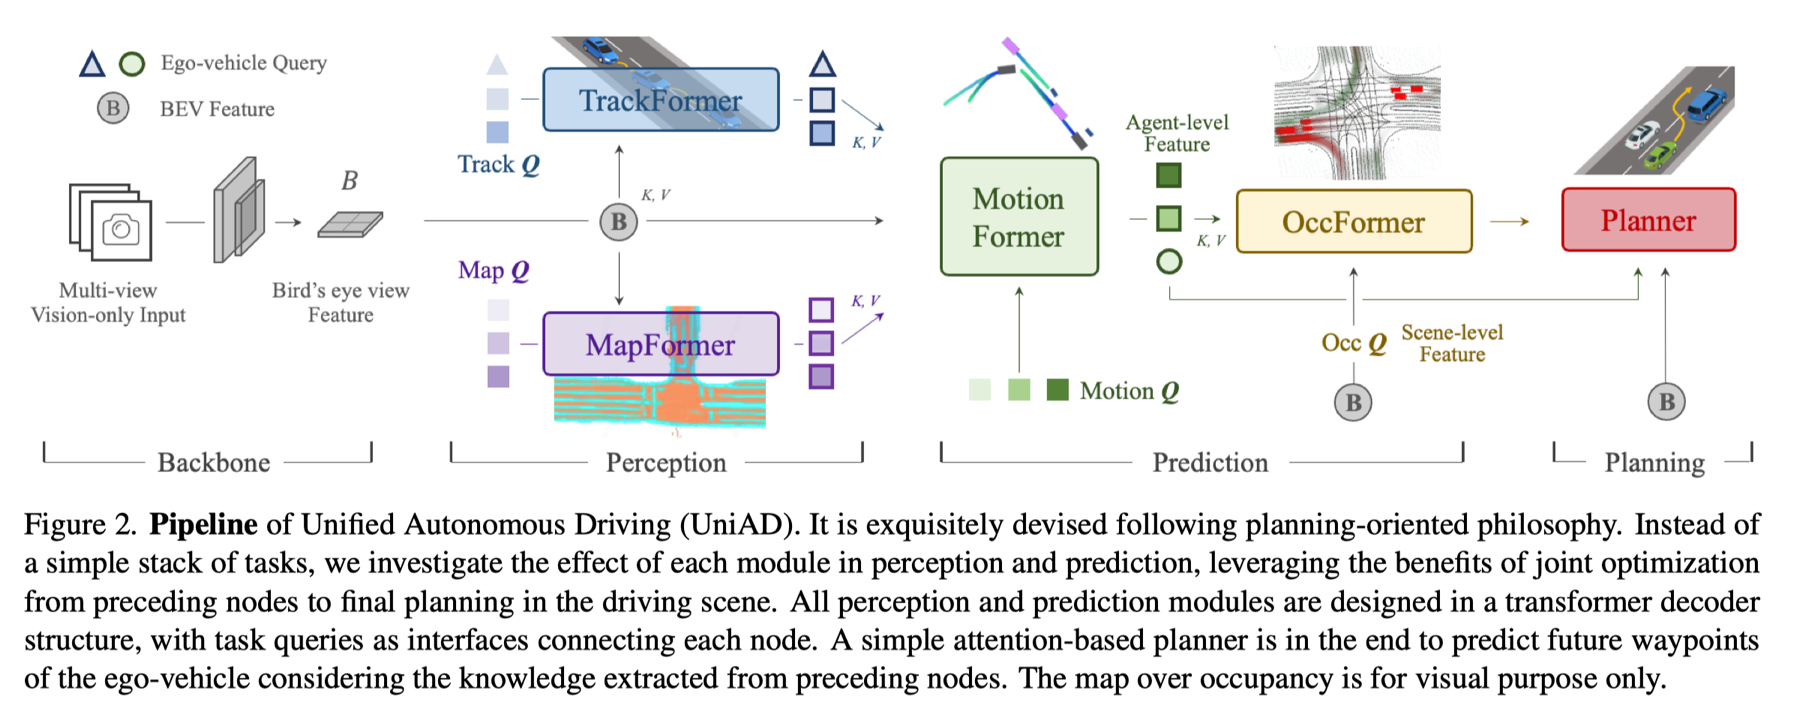 Ego-vehicle Query
B
BEV Feature
Multi-view
Vision-only Input
B
Bird's eye view
Feature
TrackFormer
Track Q
K, V
K, V
B
Map Q
K, V
MapFormer
Motion
Former
Motion Q
Agent-level
Feature
K, V
OccFormer
Occ Q
Scene-level
Feature
B
Planner
B
Backbone
Perception
Prediction
Planning
Figure 2. Pipeline of Unified Autonomous Driving (UniAD). It is exquisitely devised following planning-oriented philosophy. Instead of
a simple stack of tasks, we investigate the effect of each module in perception and prediction, leveraging the benefits of joint optimization
from preceding nodes to final planning in the driving scene. All perception and prediction modules are designed in a transformer decoder
structure, with task queries as interfaces connecting each node. A simple attention-based planner is in the end to predict future waypoints
of the ego-vehicle considering the knowledge extracted from preceding nodes. The map over occupancy is for visual purpose only.